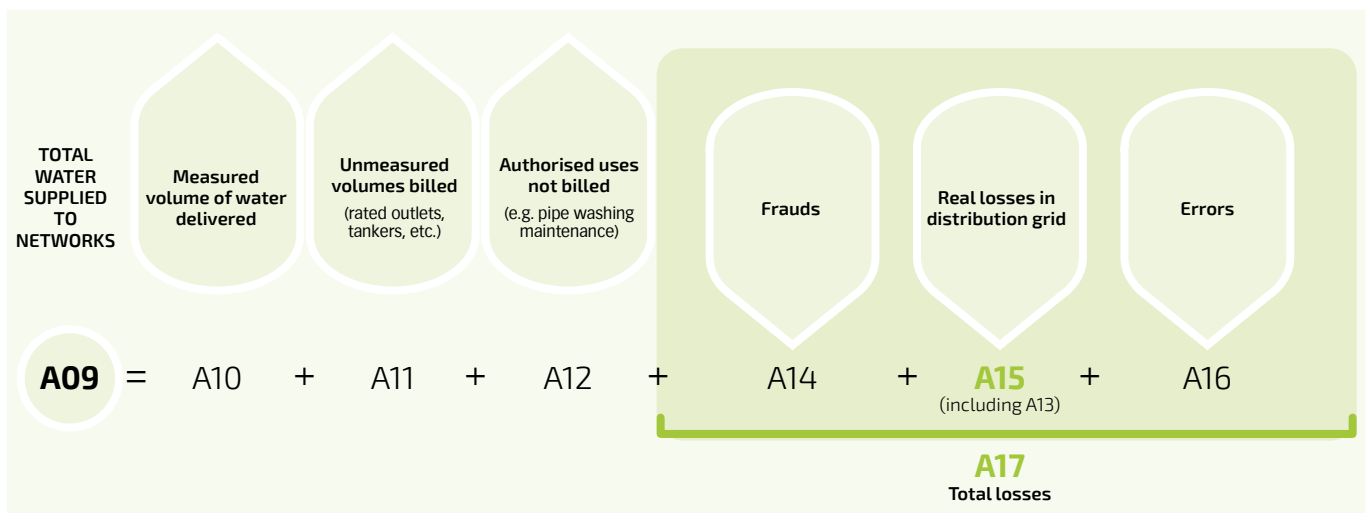 TOTAL
WATER
SUPPLIED
TO
NETWORKS
Measured
volume of water
delivered
Unmeasured
volumes billed
(rated outlets,
tankers, etc.)
Authorised uses
not billed
(e.g. pipe washing
maintenance)
Frauds
Real losses in
distribution grid
Errors
A09 = A10 + A11 + A12 + A14 + A15 + A16
(including A13)
A17
Total losses